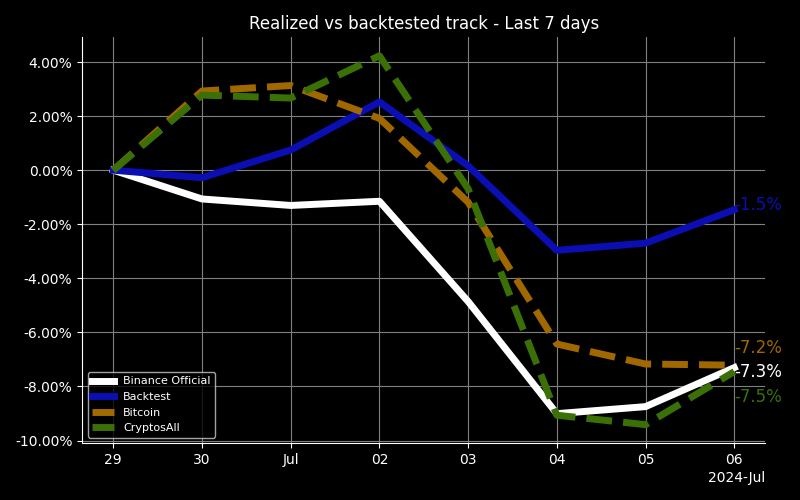 Realized vs backtested track - Last 7 days
4.00%
2.00%
0.00%
-2.00%
-4.00%
-6.00%
-8.00%
-10.00%
-1.5%
-7.2%
-7.3%
-7.5%
Binance Official
Backtest
Bitcoin
CryptosAll
29 30 Jul 02 03 04 05 06
2024-Jul